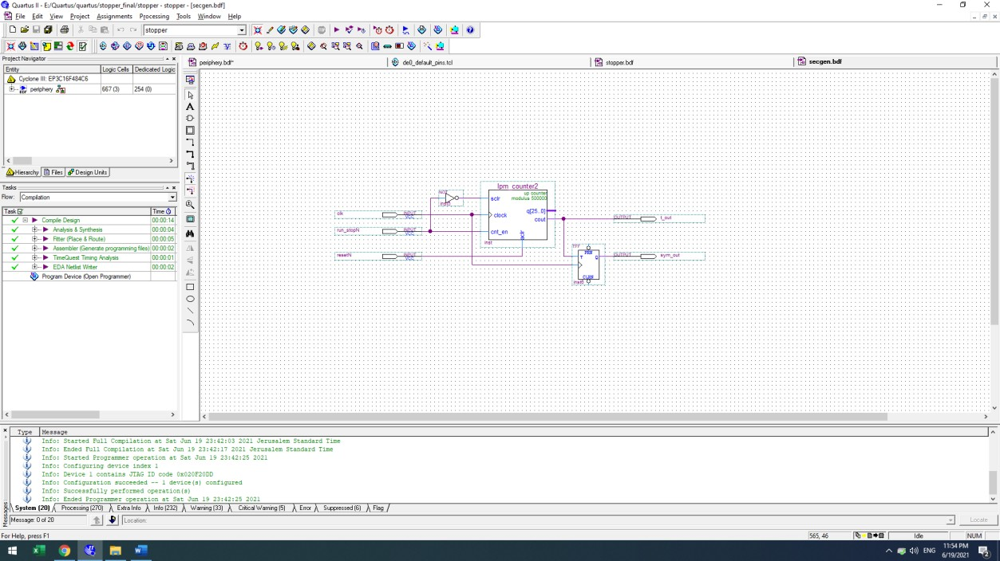 Quartus II - E:/Quartus/quartus/stopper_final/stopper - stopper - [secgen.bdf]
File Edit View Project Assignments Processing Tools Window Help
stopper
Project Navigator
Entity Logic Cells Dedicated Logic
Cyclone III: EP3C16F484C6
periphery 667 (3) 254 (0)
Hierarchy Files Design Units
Tasks
Flow: Compilation
Task Time
Compile Design 00:00:14
Analysis & Synthesis 00:00:04
Fitter (Place & Route) 00:00:05
Assembler (Generate programming files) 00:00:02
TimeQuest Timing Analysis 00:00:01
EDA Netlist Writer 00:00:02
Program Device (Open Programmer)
periphery.bdf* de0_default_pins.tcl stopper.bdf secgen.bdf
lpm_counter2
NOT
up counter
modulus 500000
sclr
q[25..0]
clk INPUT VCC
clock
cout
OUTPUT t_out
run_stopN INPUT VCC
cnt_en
aclr
inst
TFF
PRN
resetN INPUT VCC
T Q
OUTPUT sym_out
CLRN
inst6
Type Message
Info: Started Full Compilation at Sat Jun 19 23:42:03 2021 Jerusalem Standard Time
Info: Ended Full Compilation at Sat Jun 19 23:42:17 2021 Jerusalem Standard Time
Info: Started Programmer operation at Sat Jun 19 23:42:25 2021
Info: Configuring device index 1
Info: Device 1 contains JTAG ID code 0x020F20DD
Info: Configuration succeeded -- 1 device(s) configured
Info: Successfully performed operation(s)
Info: Ended Programmer operation at Sat Jun 19 23:42:25 2021
System (20) Processing (270) Extra Info Info (232) Warning (33) Critical Warning (5) Error Suppressed (6) Flag
Messages
Message: 0 of 20 Location: Locate
For Help, press F1 565, 46 Idle NUM
ENG
11:54 PM
6/19/2021
2